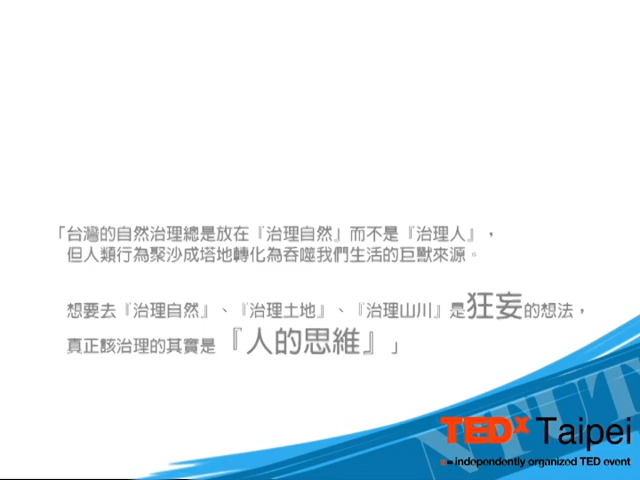 「台灣的自然治理總是放在『治理自然』而不是『治理人』，
但人類行為聚沙成塔地轉化為吞噬我們生活的巨獸來源。
想要去『治理自然』、『治理土地』、『治理山川』是狂妄的想法，
真正該治理的其實是『人的思維』」
TEDx Taipei
x = independently organized TED event